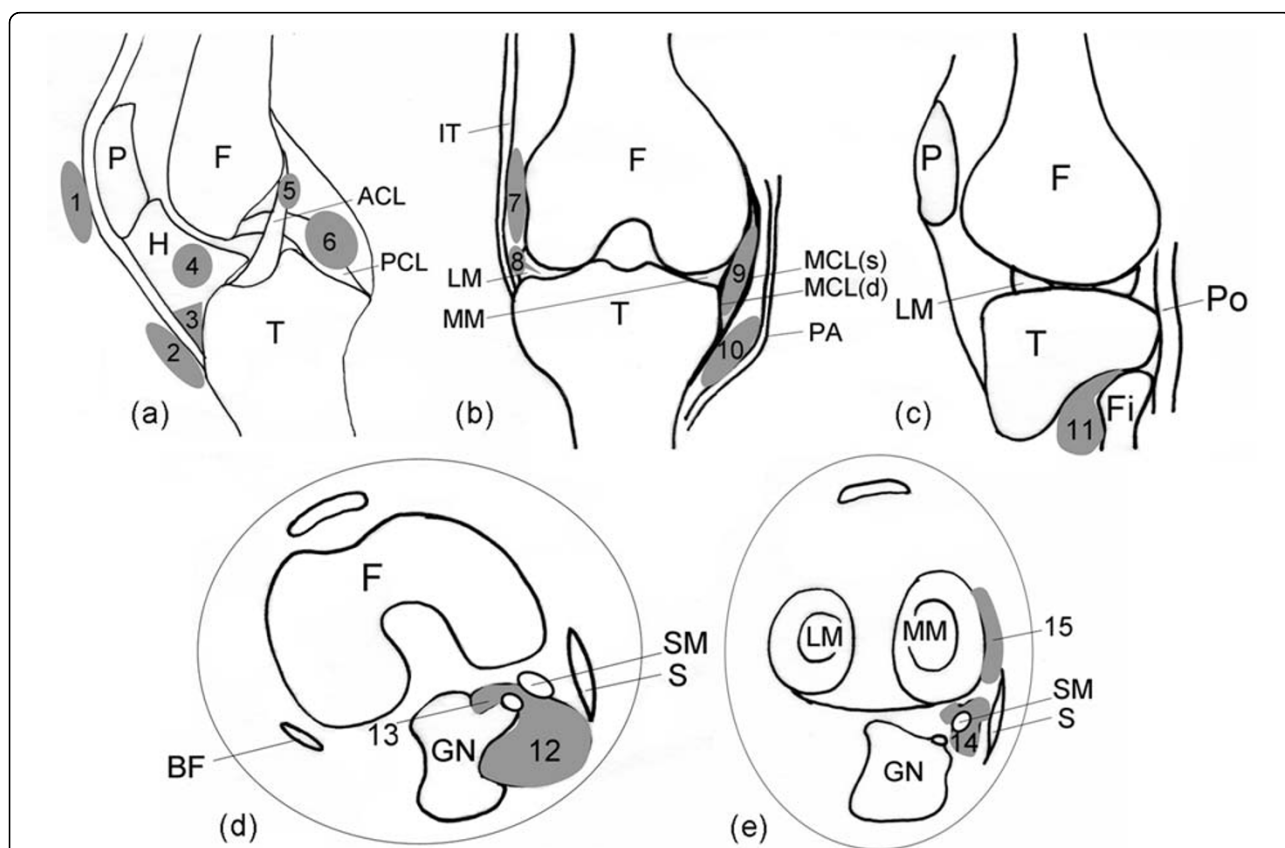 P
F
1
5
ACL
H
4
6
PCL
3
2
T
(a)
IT
F
7
8
LM
MM
9
MCL(s)
MCL(d)
T
10
PA
(b)
P
F
LM
T
Po
11
Fi
(c)
F
SM
S
13
12
BF
GN
(d)
LM
MM
15
SM
S
14
GN
(e)